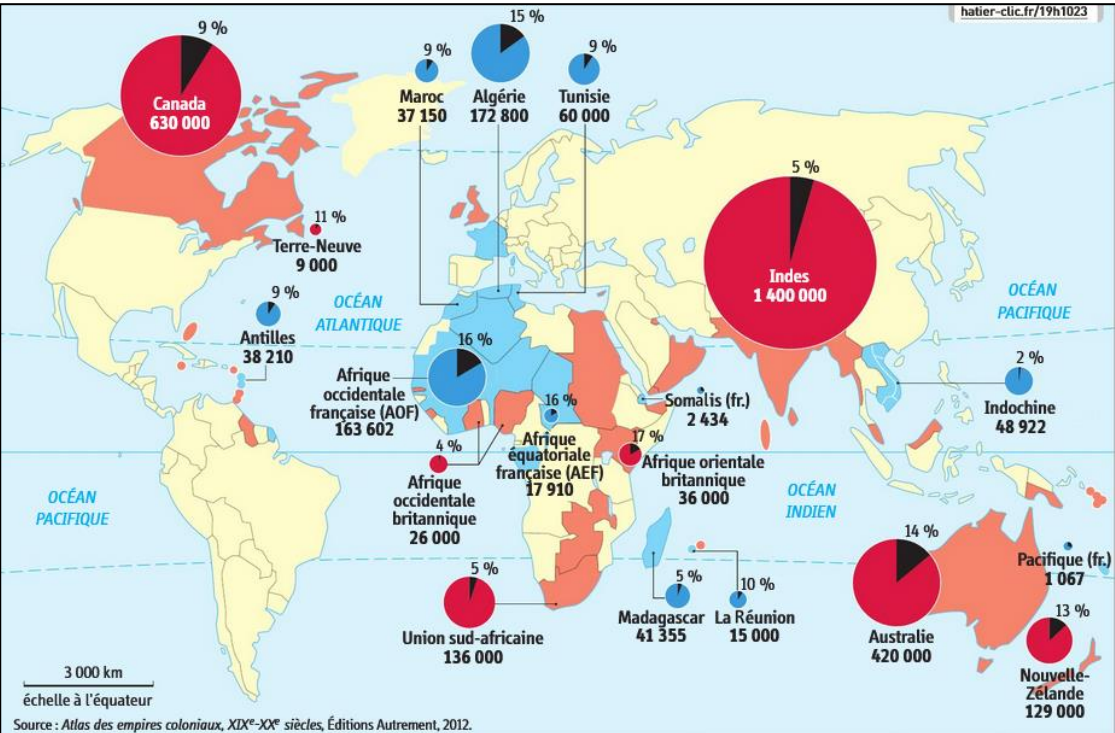 hatier-clic.fr/19h1023
9 %
Canada
630 000
9 %
Maroc
37 150
15 %
Algérie
172 800
9 %
Tunisie
60 000
11 %
Terre-Neuve
9 000
5 %
Indes
1 400 000
OCÉAN
ATLANTIQUE
OCÉAN
PACIFIQUE
9 %
Antilles
38 210
16 %
Afrique
occidentale
française (AOF)
163 602
16 %
Afrique
équatoriale
française (AEF)
17 910
Somalis (fr.)
2 434
2 %
Indochine
48 922
4 %
Afrique
occidentale
britannique
26 000
17 %
Afrique orientale
britannique
36 000
OCÉAN
PACIFIQUE
OCÉAN
INDIEN
5 %
Union sud-africaine
136 000
5 %
Madagascar
41 355
10 %
La Réunion
15 000
14 %
Australie
420 000
Pacifique (fr.)
1 067
13 %
Nouvelle-
Zélande
129 000
3 000 km
échelle à l'équateur
Source : Atlas des empires coloniaux, XIXe-XXe siècles, Éditions Autrement, 2012.